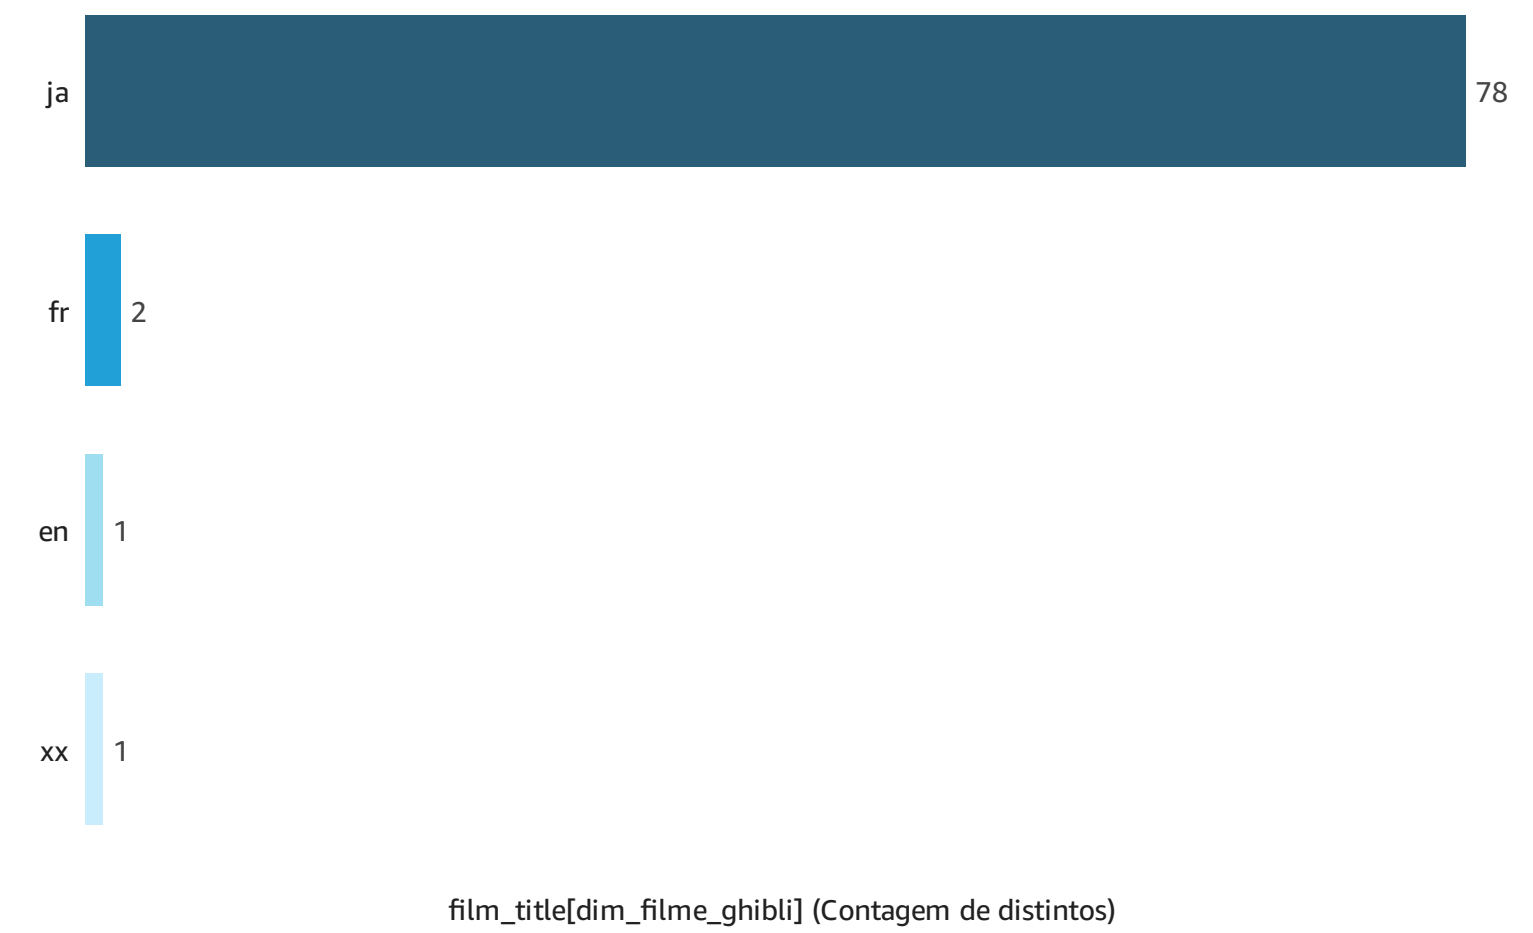 ja 78
fr 2
en 1
xx 1
film_title[dim_filme_ghibli] (Contagem de distintos)